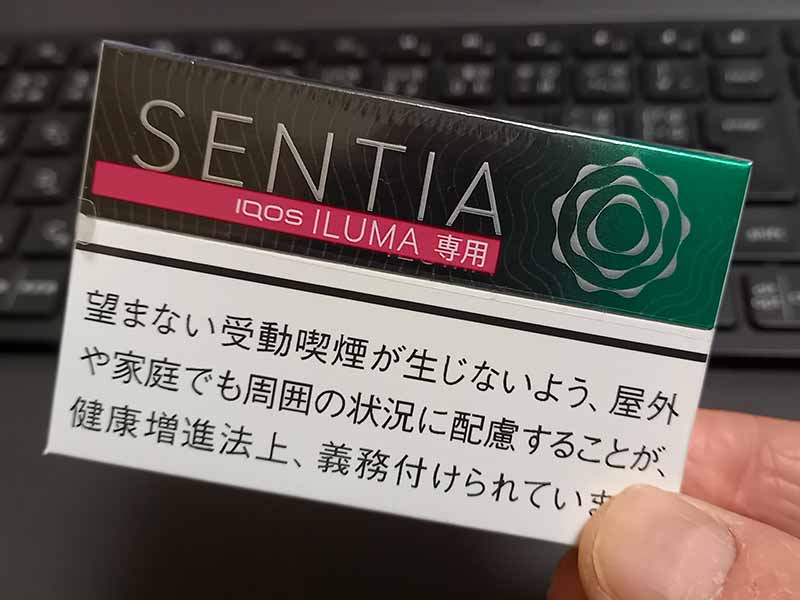 SENTIA
IQOS ILUMA 専用
望まない受動喫煙が生じないよう、屋外
や家庭でも周囲の状況に配慮することが、
健康増進法上、義務付けられていま